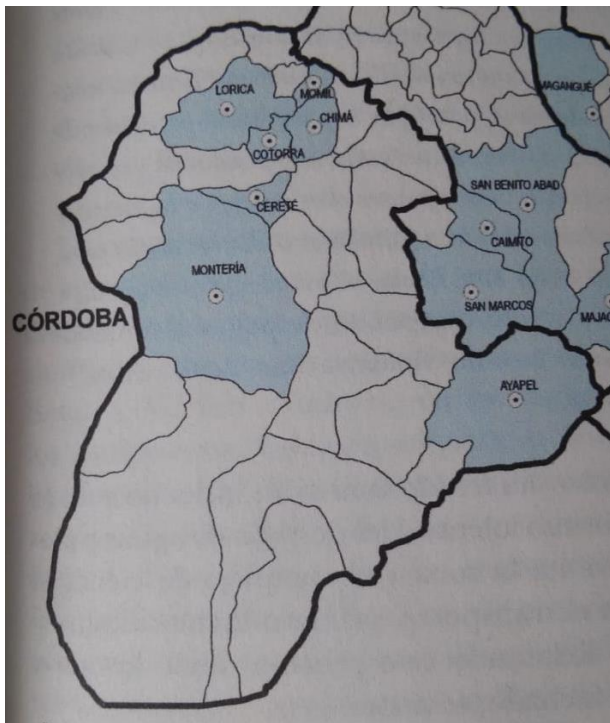 LORICA
MOMIL
CHIMÁ
COTORRA
CERETÉ
MONTERÍA
CÓRDOBA
MAGANGUÉ
SAN BENITO ABAD
CAIMITO
SAN MARCOS
MAJAG
AYAPEL